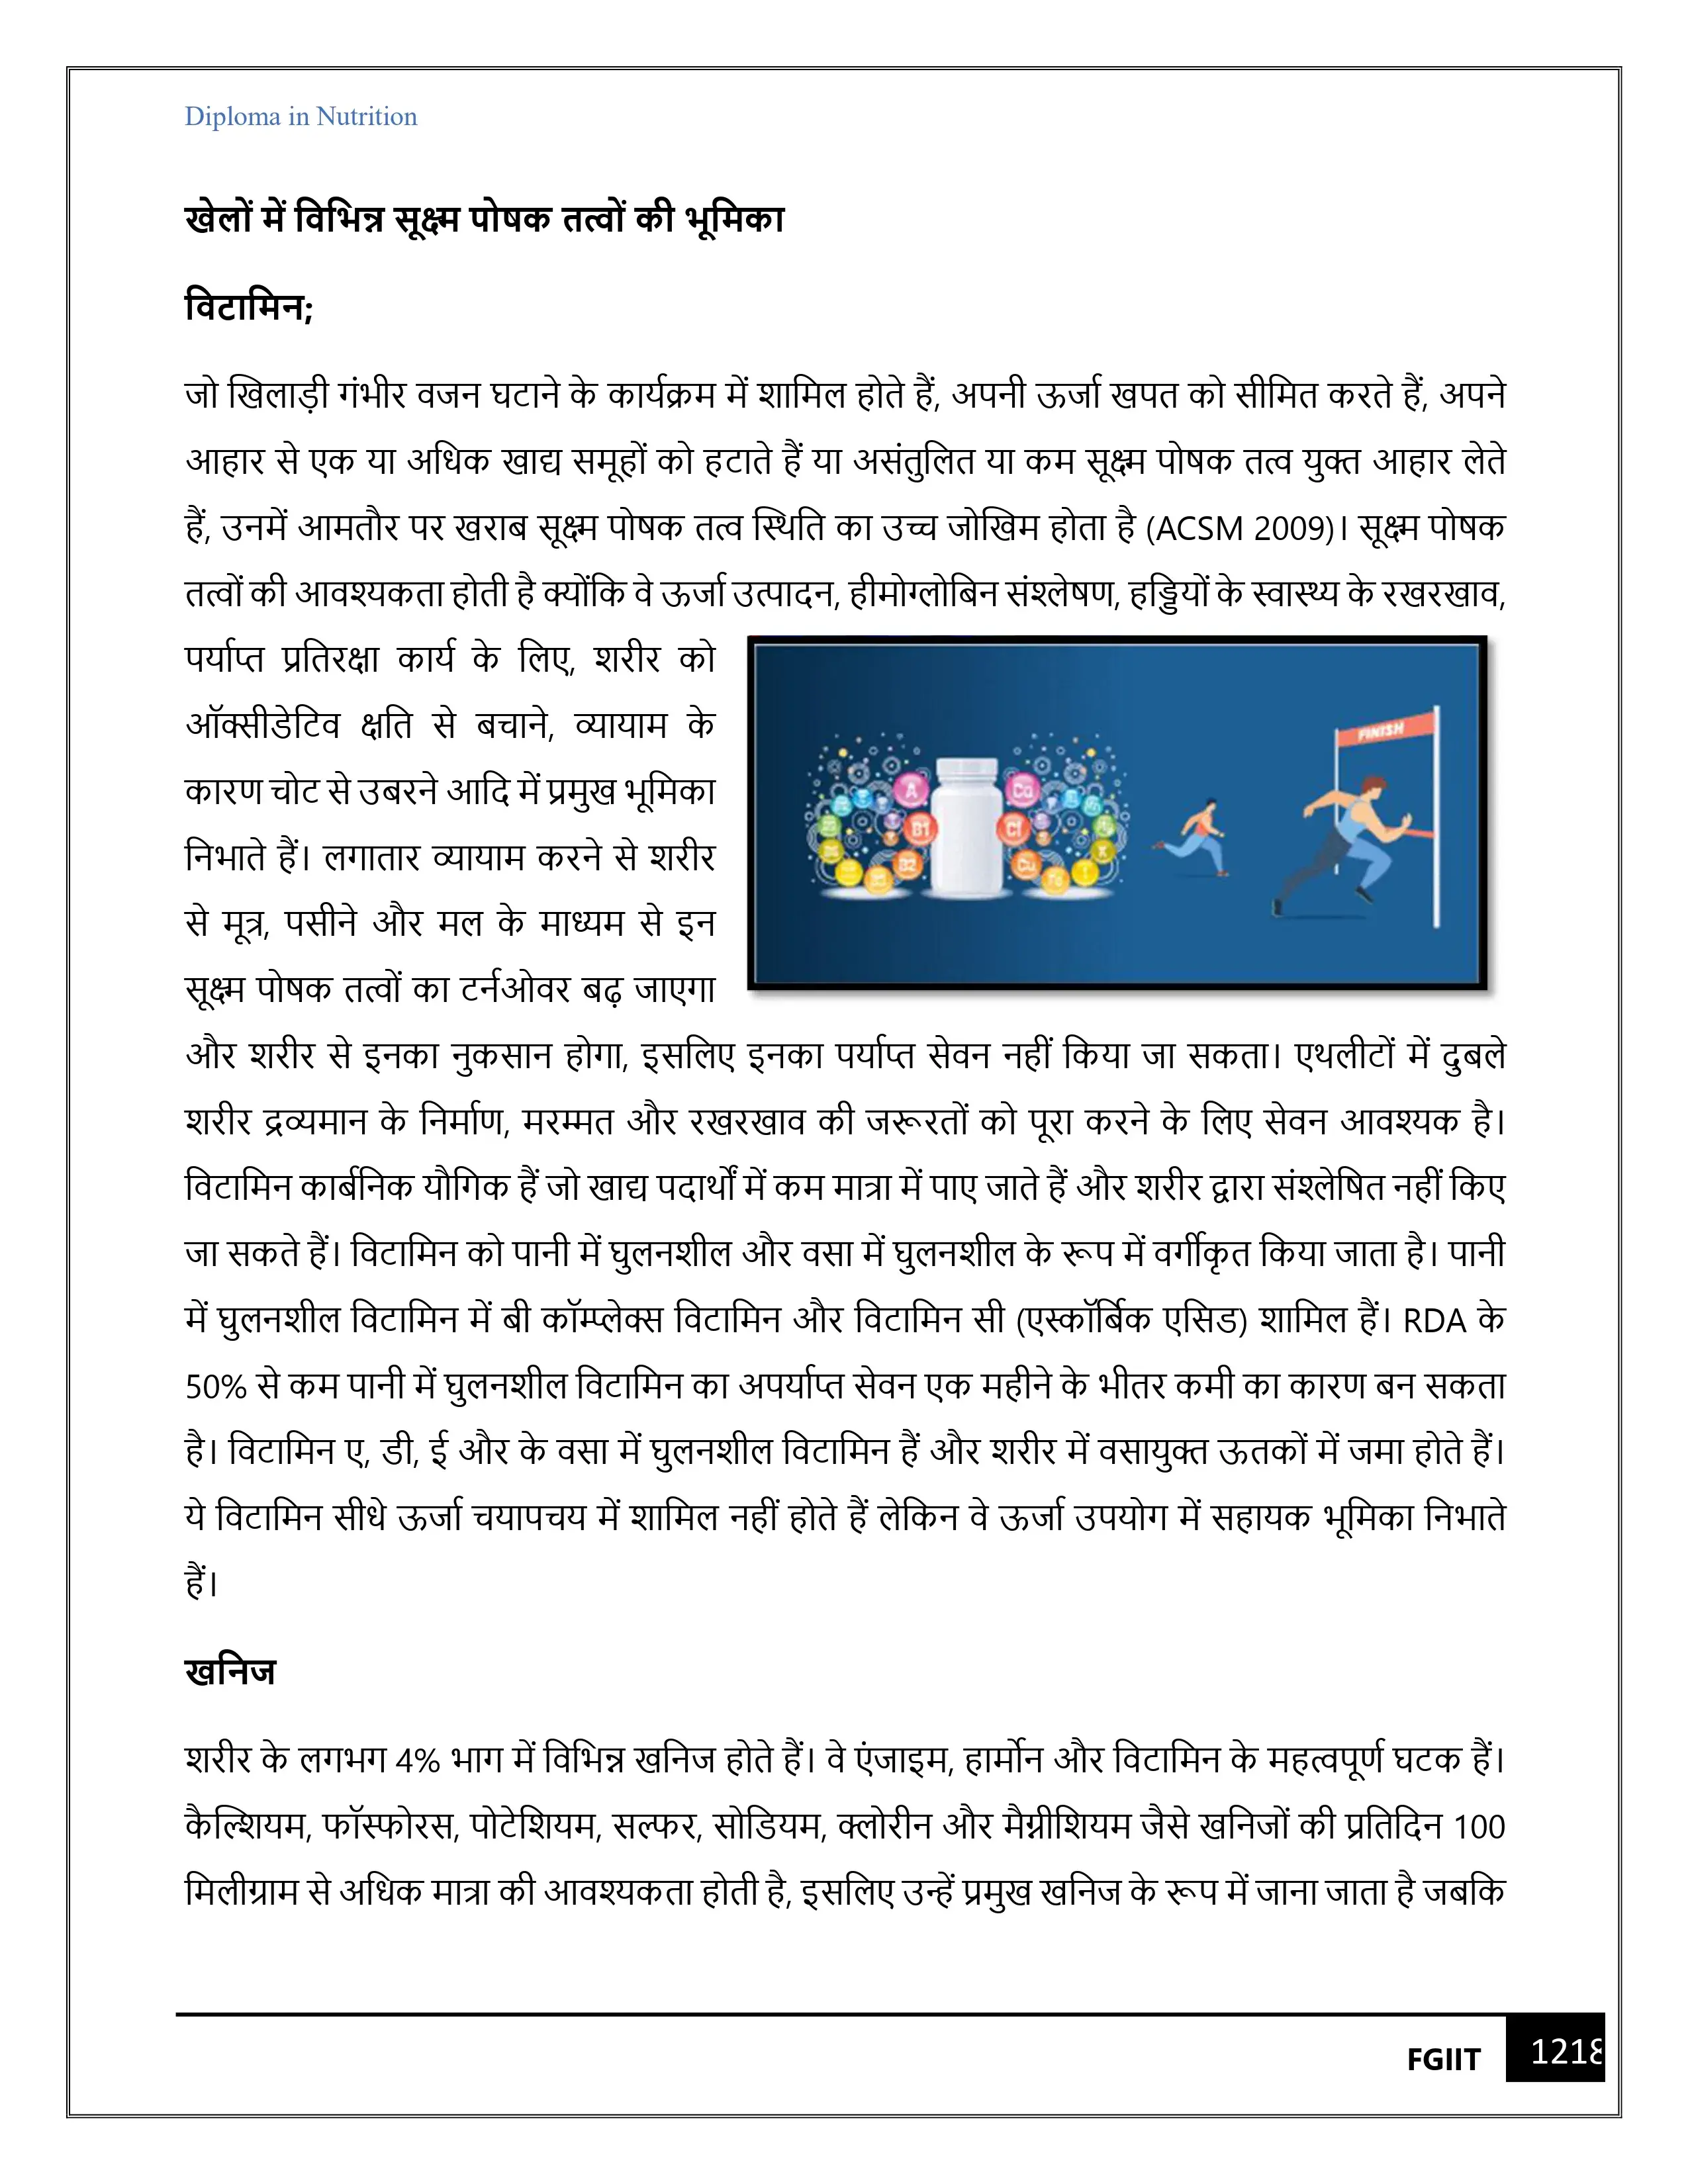 Diploma in Nutrition
खेलों में विभिन्न सूक्ष्म पोषक तत्वों की भूमिका
विटामिन;
जो खिलाड़ी गंभीर वजन घटाने के कार्यक्रम में शामिल होते हैं, अपनी ऊर्जा खपत को सीमित करते हैं, अपने
आहार से एक या अधिक खाद्य समूहों को हटाते हैं या असंतुलित या कम सूक्ष्म पोषक तत्व युक्त आहार लेते
हैं, उनमें आमतौर पर खराब सूक्ष्म पोषक तत्व स्थिति का उच्च जोखिम होता है (ACSM 2009)। सूक्ष्म पोषक
तत्वों की आवश्यकता होती है क्योंकि वे ऊर्जा उत्पादन, हीमोग्लोबिन संश्लेषण, हड्डियों के स्वास्थ्य के रखरखाव,
पर्याप्त प्रतिरक्षा कार्य के लिए, शरीर को
ऑक्सीडेटिव क्षति से बचाने, व्यायाम के
कारण चोट से उबरने आदि में प्रमुख भूमिका
निभाते हैं। लगातार व्यायाम करने से शरीर
से मूत्र, पसीने और मल के माध्यम से इन
सूक्ष्म पोषक तत्वों का टर्नओवर बढ़ जाएगा
FINISH
A
B1
B2
B3
Ca
Cl
Cu
Fe
I
K
और शरीर से इनका नुकसान होगा, इसलिए इनका पर्याप्त सेवन नहीं किया जा सकता। एथलीटों में दुबले
शरीर द्रव्यमान के निर्माण, मरम्मत और रखरखाव की जरूरतों को पूरा करने के लिए सेवन आवश्यक है।
विटामिन कार्बनिक यौगिक हैं जो खाद्य पदार्थों में कम मात्रा में पाए जाते हैं और शरीर द्वारा संश्लेषित नहीं किए
जा सकते हैं। विटामिन को पानी में घुलनशील और वसा में घुलनशील के रूप में वर्गीकृत किया जाता है। पानी
में घुलनशील विटामिन में बी कॉम्प्लेक्स विटामिन और विटामिन सी (एस्कॉर्बिक एसिड) शामिल हैं। RDA के
50% से कम पानी में घुलनशील विटामिन का अपर्याप्त सेवन एक महीने के भीतर कमी का कारण बन सकता
है। विटामिन ए, डी, ई और के वसा में घुलनशील विटामिन हैं और शरीर में वसायुक्त ऊतकों में जमा होते हैं।
ये विटामिन सीधे ऊर्जा चयापचय में शामिल नहीं होते हैं लेकिन वे ऊर्जा उपयोग में सहायक भूमिका निभाते
हैं।
खनिज
शरीर के लगभग 4% भाग में विभिन्न खनिज होते हैं। वे एंजाइम, हार्मोन और विटामिन के महत्वपूर्ण घटक हैं।
कैल्शियम, फॉस्फोरस, पोटेशियम, सल्फर, सोडियम, क्लोरीन और मैग्नीशियम जैसे खनिजों की प्रतिदिन 100
मिलीग्राम से अधिक मात्रा की आवश्यकता होती है, इसलिए उन्हें प्रमुख खनिज के रूप में जाना जाता है जबकि
FGIIT 1218